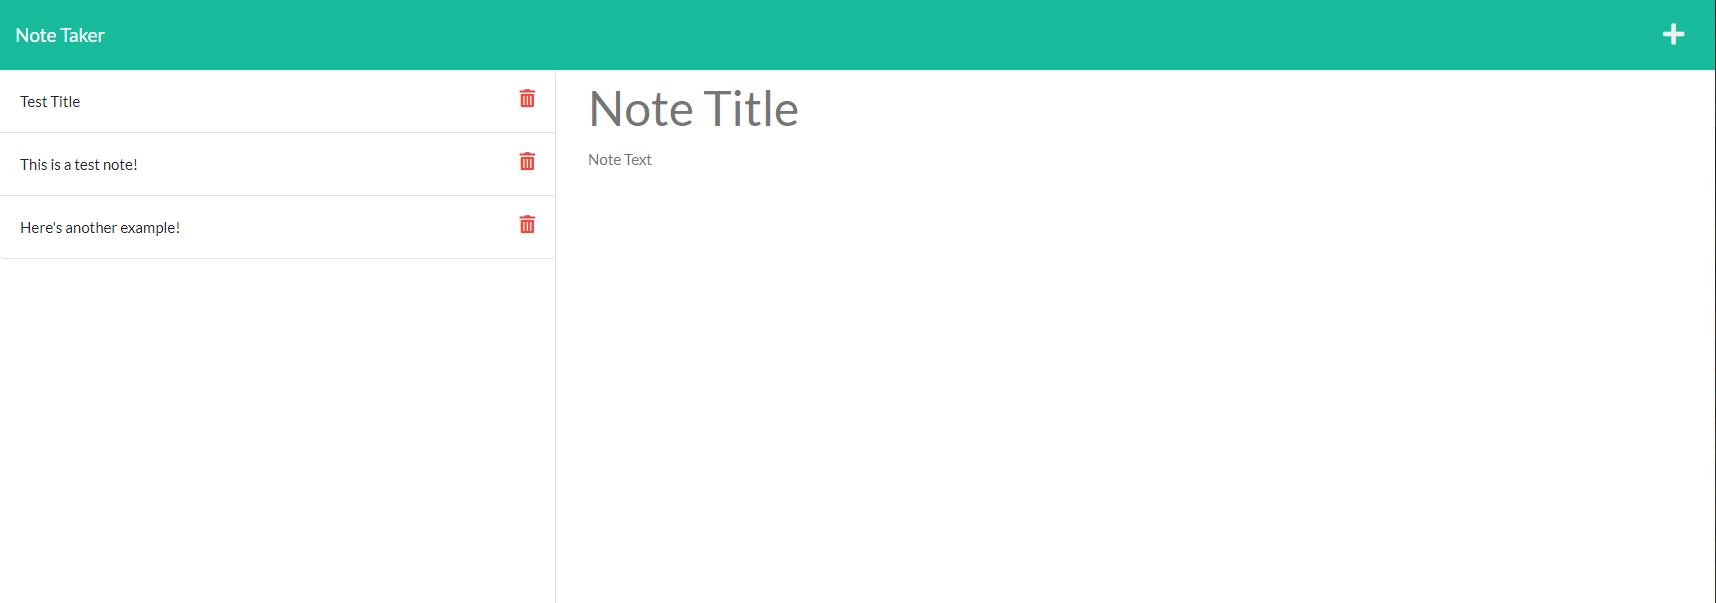 Note Taker
Test Title
This is a test note!
Here's another example!
Note Title
Note Text